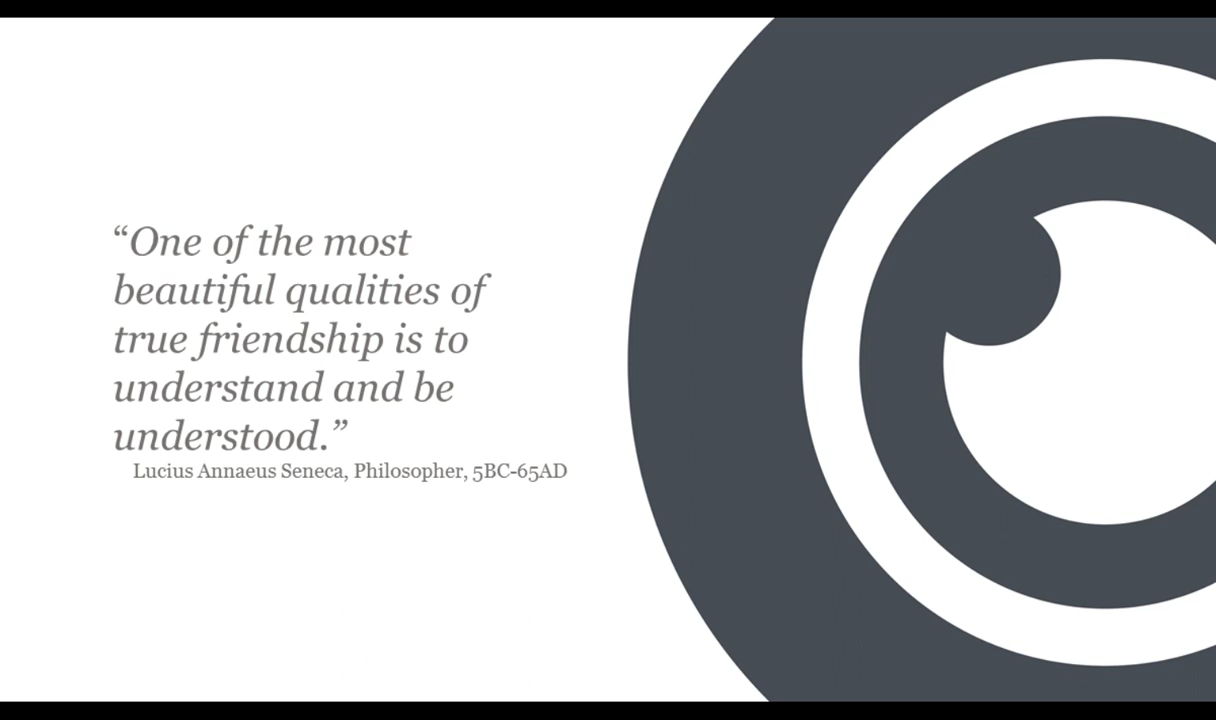 “One of the most
beautiful qualities of
true friendship is to
understand and be
understood.”
Lucius Annaeus Seneca, Philosopher, 5BC-65AD